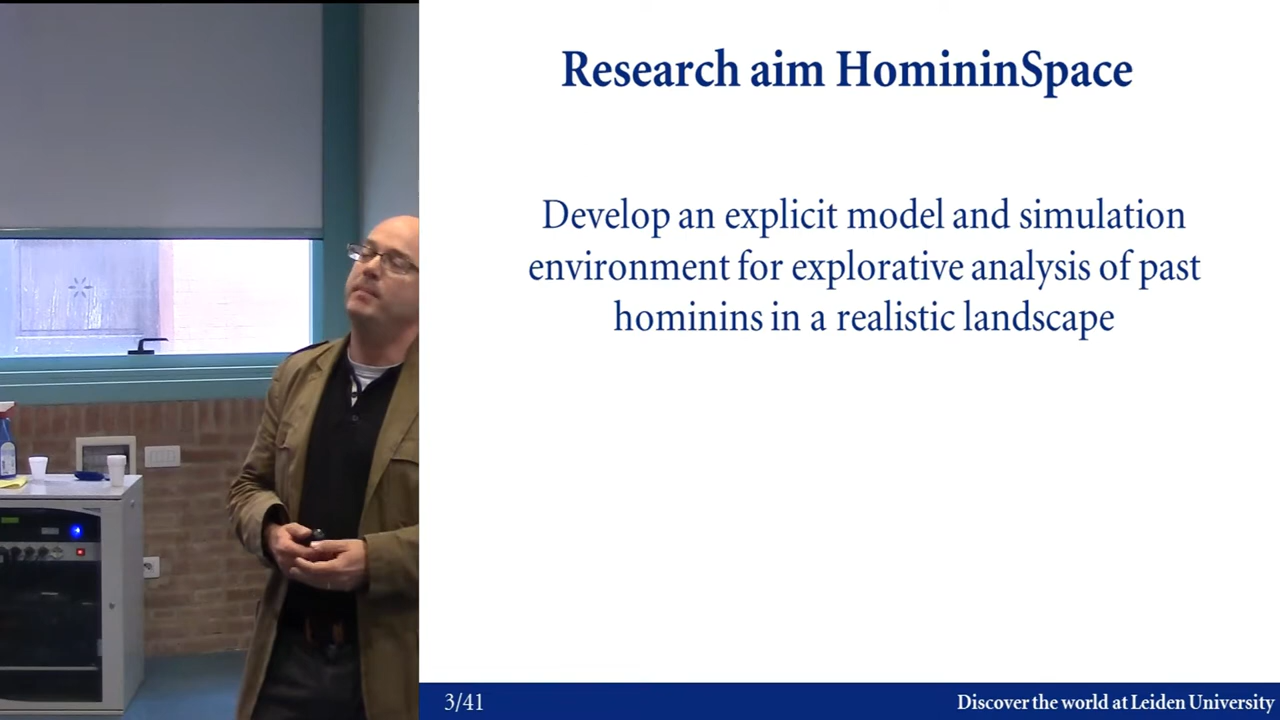 Research aim HomininSpace
Develop an explicit model and simulation
environment for explorative analysis of past
hominins in a realistic landscape
3/41
Discover the world at Leiden University